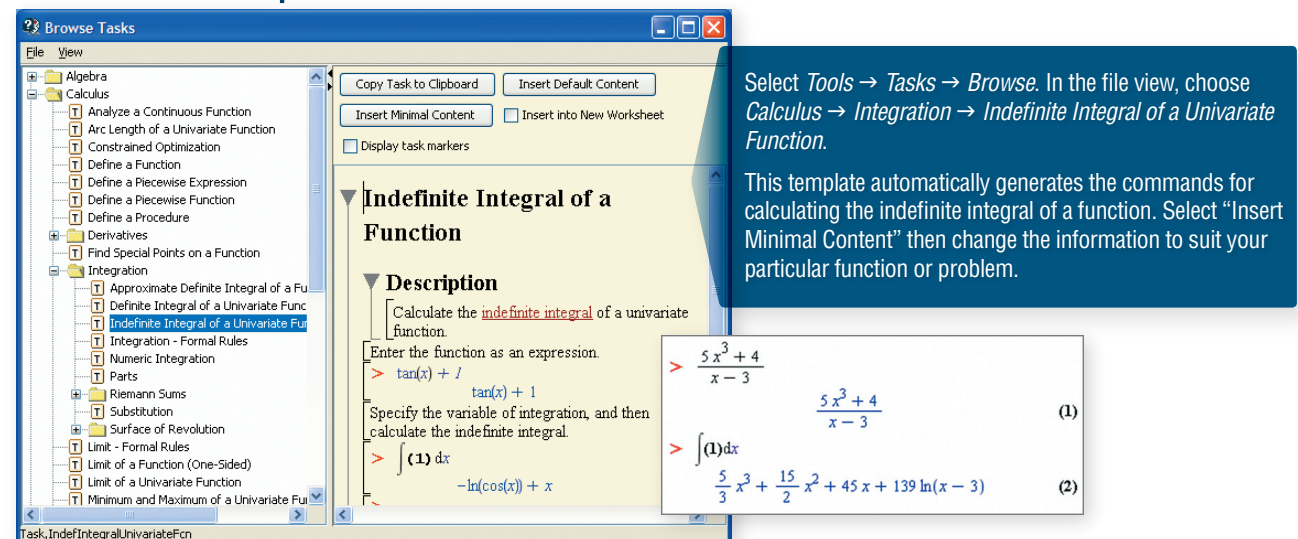 Browse Tasks
File View
Algebra
Calculus
Analyze a Continuous Function
Arc Length of a Univariate Function
Constrained Optimization
Define a Function
Define a Piecewise Expression
Define a Piecewise Function
Define a Procedure
Derivatives
Find Special Points on a Function
Integration
Approximate Definite Integral of a Fu
Definite Integral of a Univariate Func
Indefinite Integral of a Univariate Fur
Integration - Formal Rules
Numeric Integration
Parts
Riemann Sums
Substitution
Surface of Revolution
Limit - Formal Rules
Limit of a Function (One-Sided)
Limit of a Univariate Function
Minimum and Maximum of a Univariate Fu
Task,IndefIntegralUnivariateFcn
Copy Task to Clipboard Insert Default Content
Insert Minimal Content Insert into New Worksheet
Display task markers
Indefinite Integral of a
Function
Description
Calculate the indefinite integral of a univariate
function.
Enter the function as an expression.
> tan(x) + 1
tan(x) + 1
Specify the variable of integration, and then
calculate the indefinite integral.
> ∫(1) dx
−ln(cos(x)) + x
>
Select Tools → Tasks → Browse. In the file view, choose
Calculus → Integration → Indefinite Integral of a Univariate
Function.
This template automatically generates the commands for
calculating the indefinite integral of a function. Select “Insert
Minimal Content” then change the information to suit your
particular function or problem.
> (5 x³ + 4)/(x − 3)
(5 x³ + 4)/(x − 3) (1)
> ∫(1)dx
5/3 x³ + 15/2 x² + 45 x + 139 ln(x − 3) (2)